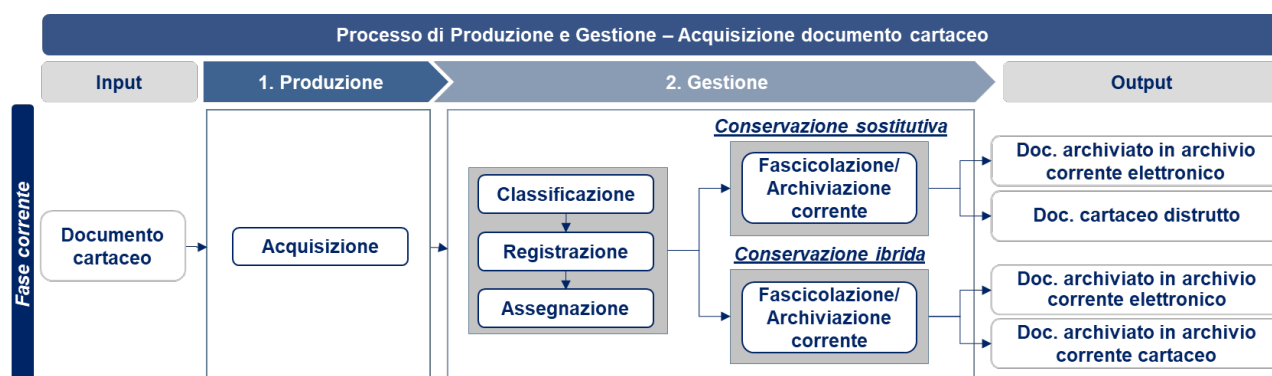 Processo di Produzione e Gestione – Acquisizione documento cartaceo
Input
1. Produzione
2. Gestione
Output
Fase corrente
Documento
cartaceo
Acquisizione
Classificazione
Registrazione
Assegnazione
Conservazione sostitutiva
Fascicolazione/
Archiviazione
corrente
Conservazione ibrida
Fascicolazione/
Archiviazione
corrente
Doc. archiviato in archivio
corrente elettronico
Doc. cartaceo distrutto
Doc. archiviato in archivio
corrente elettronico
Doc. archiviato in archivio
corrente cartaceo